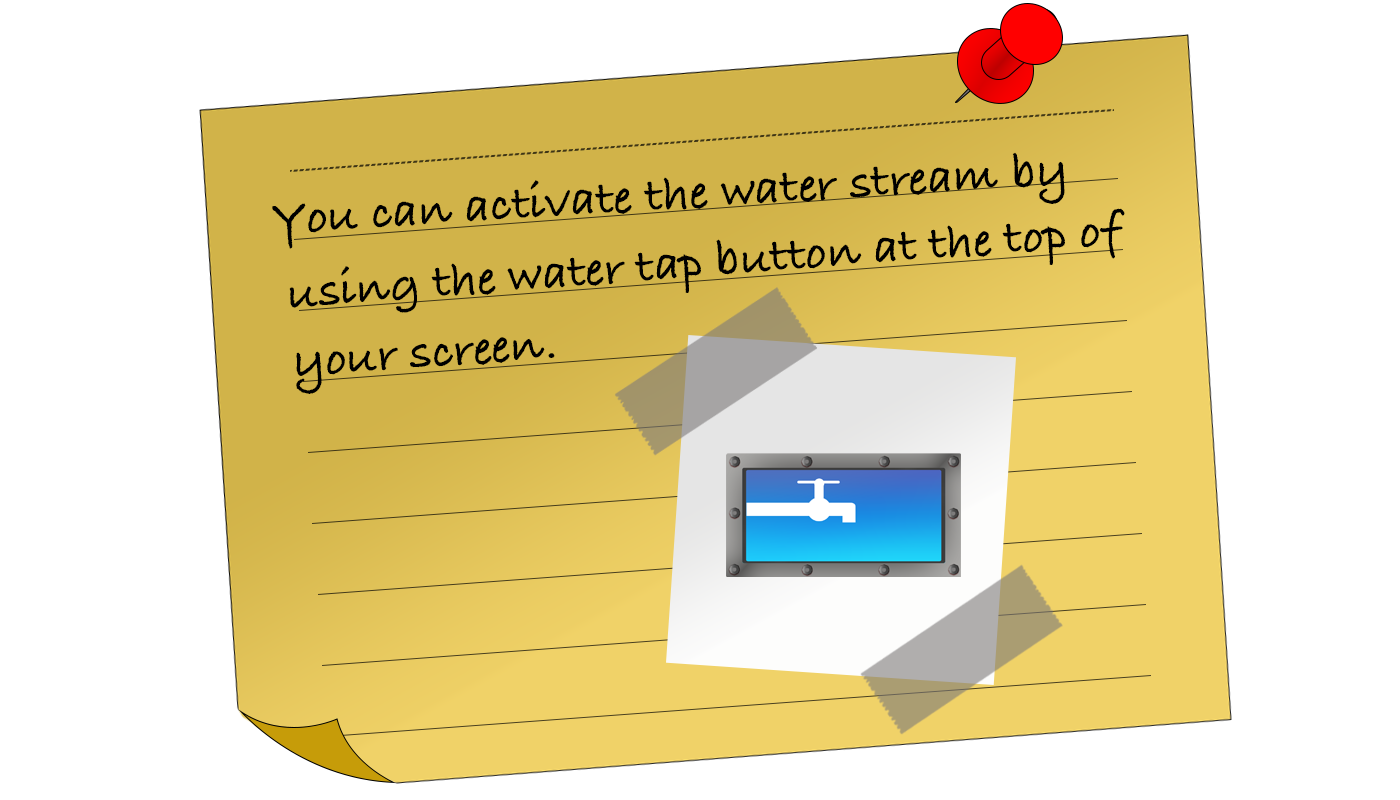 You can activate the water stream by
using the water tap button at the top of
your screen.